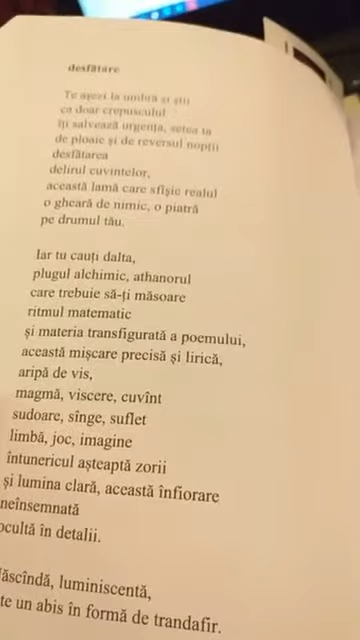 desfătare
Te așezi la umbră și știi
ca doar crepusculul
îți salvează urgența, setea ta
de ploaie și de reversul nopții
desfătarea
delirul cuvintelor,
această lamă care sfîșie realul
o gheară de nimic, o piatră
pe drumul tău.
Iar tu cauți dalta,
plugul alchimic, athanorul
care trebuie să-ți măsoare
ritmul matematic
și materia transfigurată a poemului,
această mișcare precisă și lirică,
aripă de vis,
magmă, viscere, cuvînt
sudoare, sînge, suflet
limbă, joc, imagine
întunericul așteaptă zorii
și lumina clară, această înfiorare
neînsemnată
ocultă în detalii.
lăscîndă, luminiscentă,
te un abis în formă de trandafir.